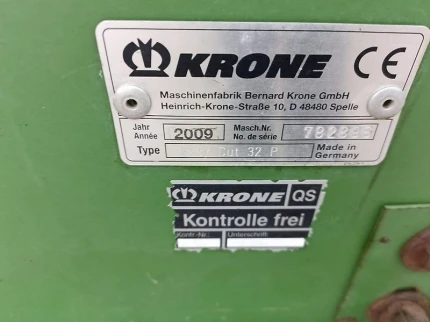 KRONE CE
Maschinenfabrik Bernard Krone GmbH
Heinrich-Krone-Straße 10, D 48480 Spelle
Jahr 2009 Masch.Nr.
Année No. de série
Type Cut 32 P Made in
Germany
KRONE QS
Kontrolle frei
Kontr.-Nr.: Unterschrift: